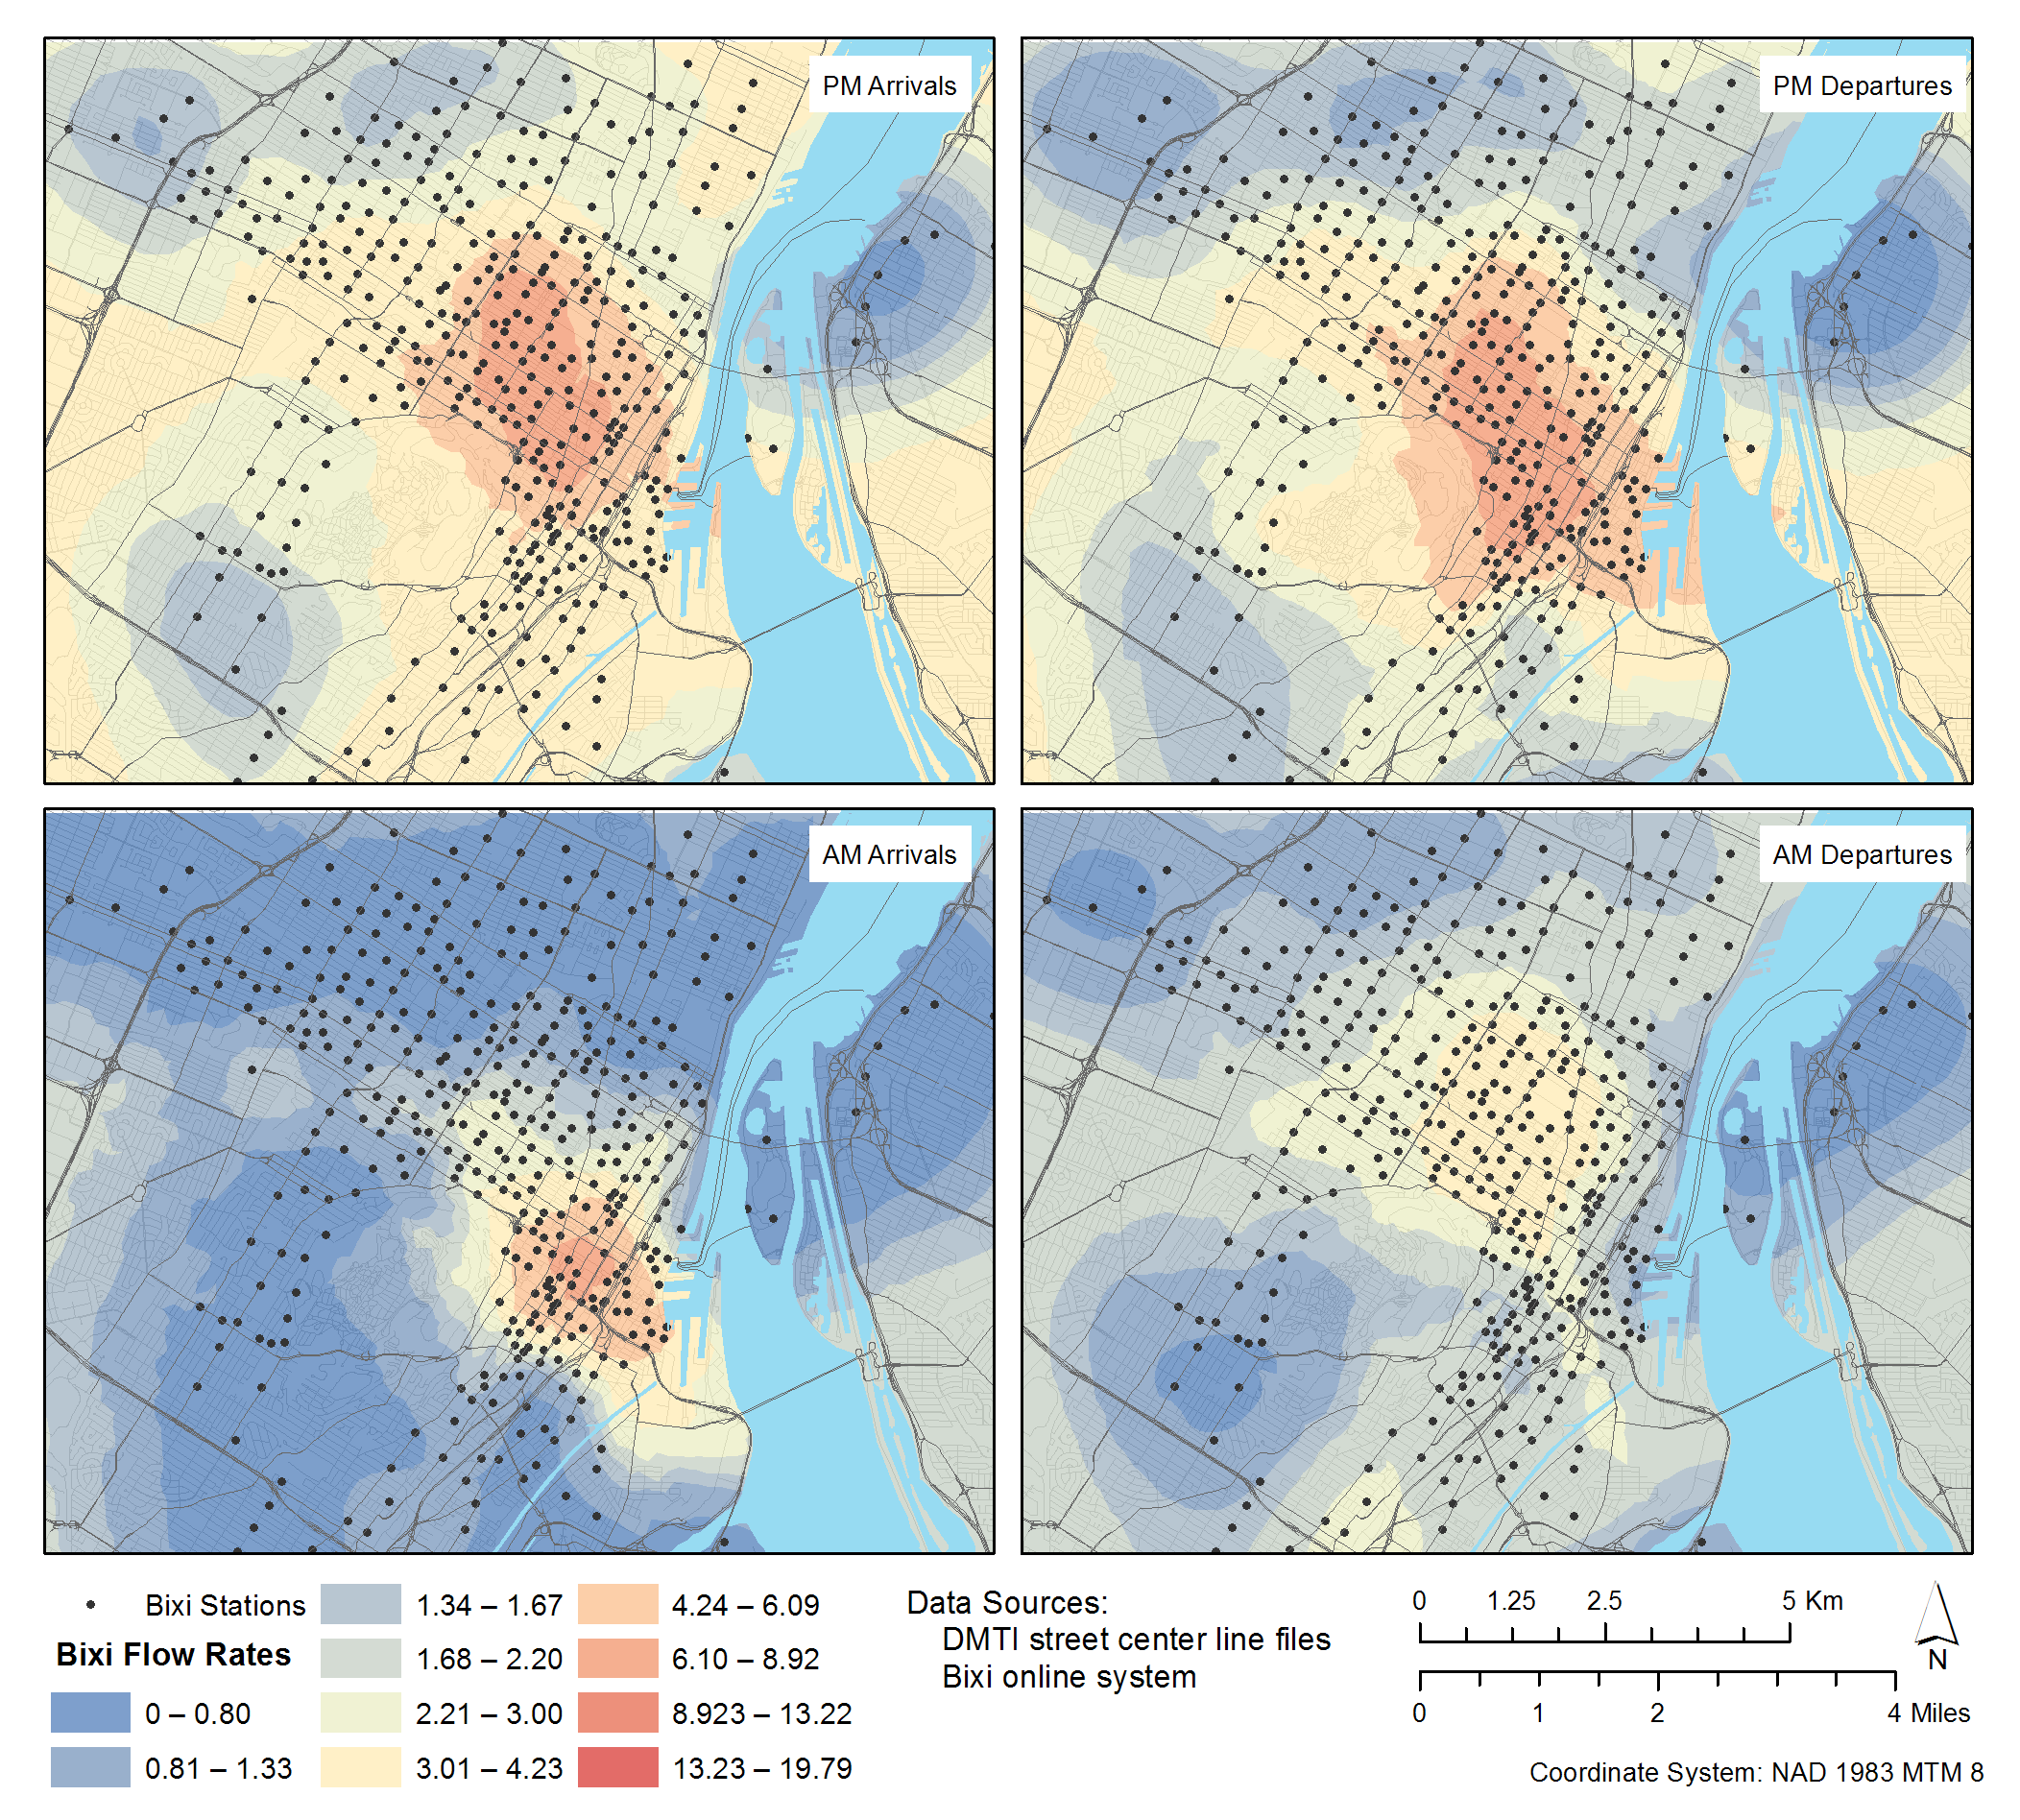 PM Arrivals
PM Departures
AM Arrivals
AM Departures
Bixi Stations
Bixi Flow Rates
0 – 0.80
0.81 – 1.33
1.34 – 1.67
1.68 – 2.20
2.21 – 3.00
3.01 – 4.23
4.24 – 6.09
6.10 – 8.92
8.923 – 13.22
13.23 – 19.79
Data Sources:
DMTI street center line files
Bixi online system
0 1.25 2.5 5 Km
0 1 2 4 Miles
N
Coordinate System: NAD 1983 MTM 8